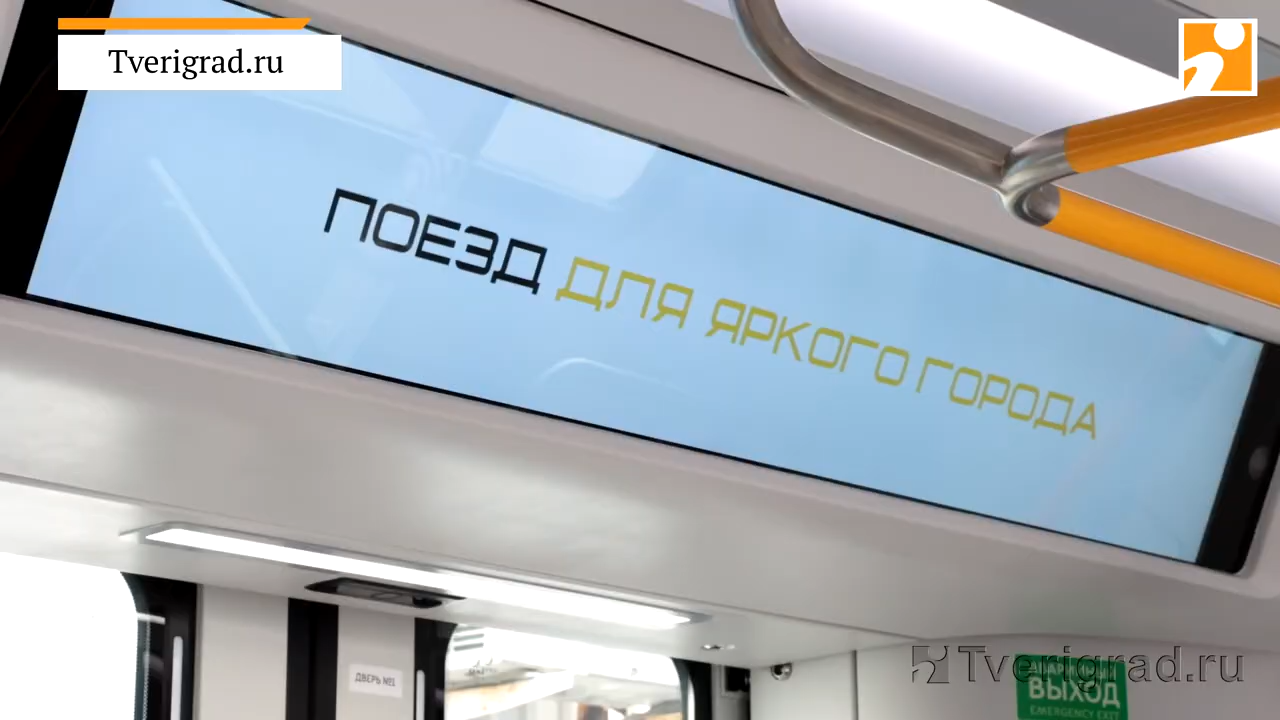 Tverigrad.ru
ПОЕЗД ДЛЯ ЯРКОГО ГОРОДА
ДВЕРЬ №1
Tverigrad.ru
ВЫХОД
EMERGENCY EXIT